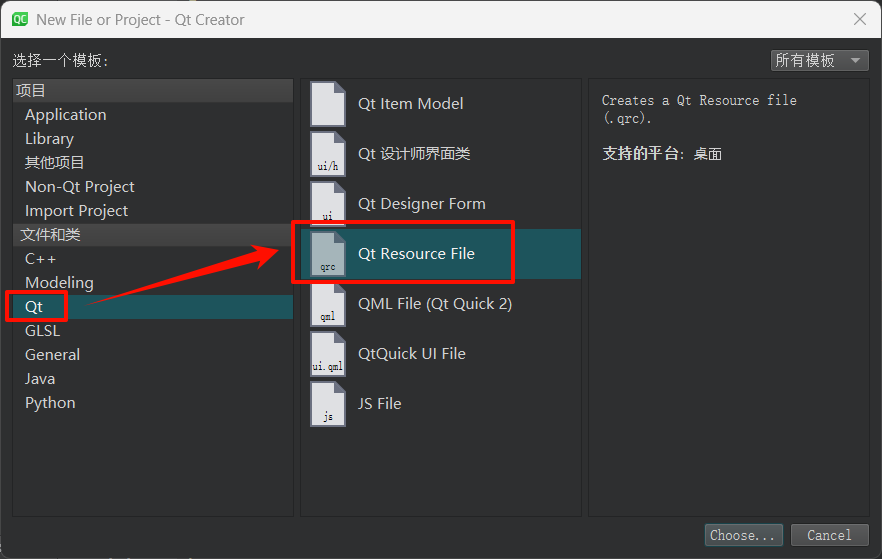 QC New File or Project - Qt Creator
选择一个模板:
所有模板
项目
Application
Library
其他项目
Non-Qt Project
Import Project
文件和类
C++
Modeling
Qt
GLSL
General
Java
Python
Qt Item Model
ui/h Qt 设计师界面类
ui Qt Designer Form
qrc Qt Resource File
qml QML File (Qt Quick 2)
ui.qml QtQuick UI File
js JS File
Creates a Qt Resource file
(.qrc).
支持的平台: 桌面
Choose...
Cancel